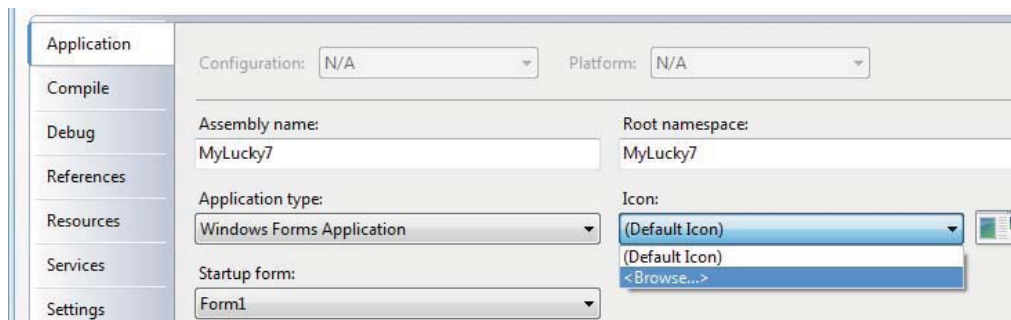 Application
Compile
Debug
References
Resources
Services
Settings
Configuration: N/A Platform: N/A
Assembly name: Root namespace:
MyLucky7 MyLucky7
Application type: Icon:
Windows Forms Application (Default Icon)
(Default Icon)
<Browse...>
Startup form:
Form1